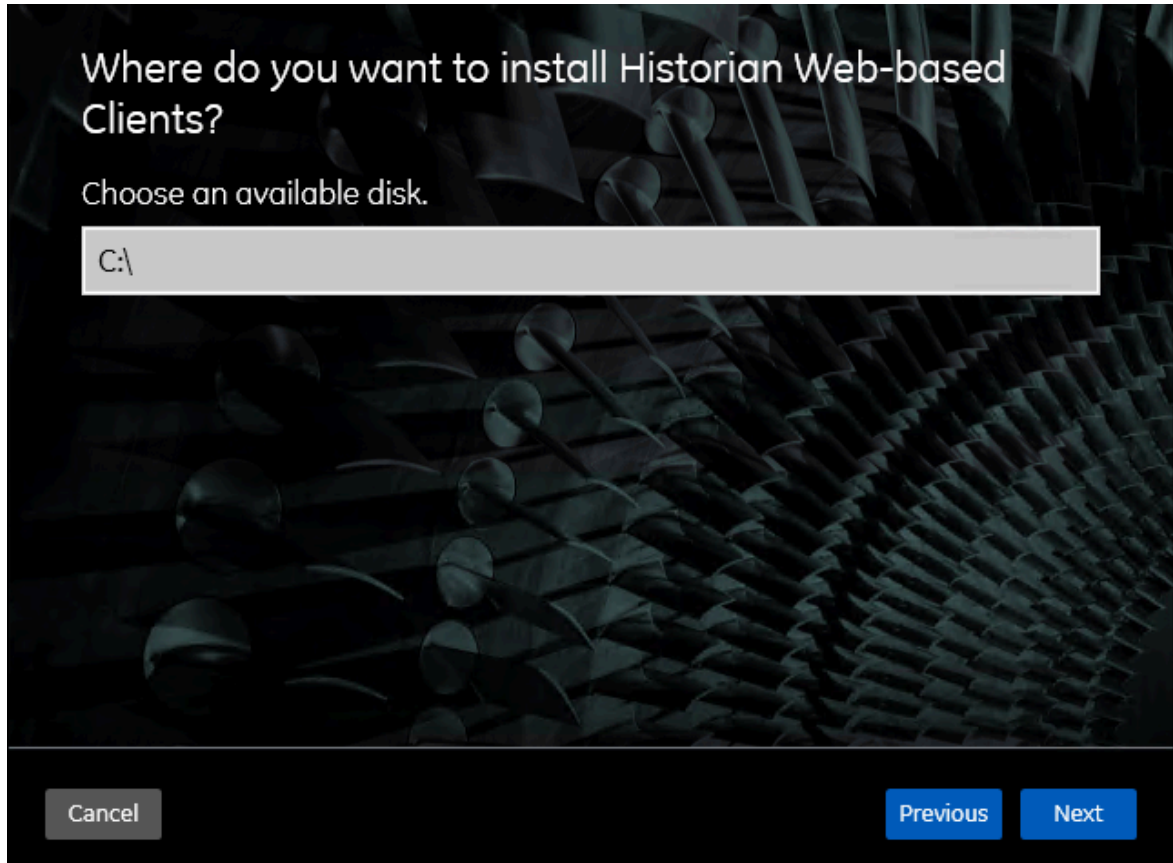 Where do you want to install Historian Web-based
Clients?
Choose an available disk.
C:\
Cancel
Previous
Next